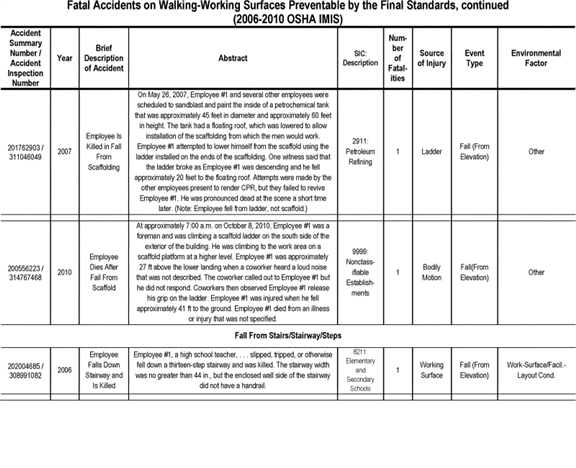 Fatal Accidents on Walking-Working Surfaces Preventable by the Final Standards, continued
(2006-2010 OSHA IMIS)
Accident
Summary
Number /
Accident
Inspection
Number
Year
Brief
Description
of Accident
Abstract
SIC:
Description
Num-
ber
of
Fatal-
ities
Source
of Injury
Event
Type
Environmental
Factor
201762903 /
311046049
2007
Employee Is
Killed in Fall
From
Scaffolding
On May 26, 2007, Employee #1 and several other employees were
scheduled to sandblast and paint the inside of a petrochemical tank
that was approximately 45 feet in diameter and approximately 60 feet
in height. The tank had a floating roof, which was lowered to allow
installation of the scaffolding from which the men would work.
Employee #1 attempted to lower himself from the scaffold using the
ladder installed on the ends of the scaffolding. One witness said that
the ladder broke as Employee #1 was descending and he fell
approximately 20 feet to the floating roof. Attempts were made by the
other employees present to render CPR, but they failed to revive
Employee #1. He was pronounced dead at the scene a short time
later. (Note: Employee fell from ladder, not scaffold.)
2911:
Petroleum
Refining
1
Ladder
Fall (From
Elevation)
Other
200556223 /
314767468
2010
Employee
Dies After
Fall From
Scaffold
At approximately 7:00 a.m. on October 8, 2010, Employee #1 was a
foreman and was climbing a scaffold ladder on the south side of the
exterior of the building. He was climbing to the work area on a
scaffold platform at a higher level. Employee #1 was approximately
27 ft above the lower landing when a coworker heard a loud noise
that was not described. The coworker called out to Employee #1 but
he did not respond. Coworkers then observed Employee #1 release
his grip on the ladder. Employee #1 was injured when he fell
approximately 41 ft to the ground. Employee #1 died from an illness
or injury that was not specified.
9999:
Nonclass-
ifiable
Establish-
ments
1
Bodily
Motion
Fall(From
Elevation)
Other
Fall From Stairs/Stairway/Steps
202004685 /
308991082
2006
Employee
Falls Down
Stairway and
Is Killed
Employee #1, a high school teacher, . . . slipped, tripped, or otherwise
fell down a thirteen-step stairway and was killed. The stairway width
was no greater than 44 in., but the enclosed wall side of the stairway
did not have a handrail.
8211:
Elementary
and
Secondary
Schools
1
Working
Surface
Fall (From
Elevation)
Work-Surface/Facil.-
Layout Cond.